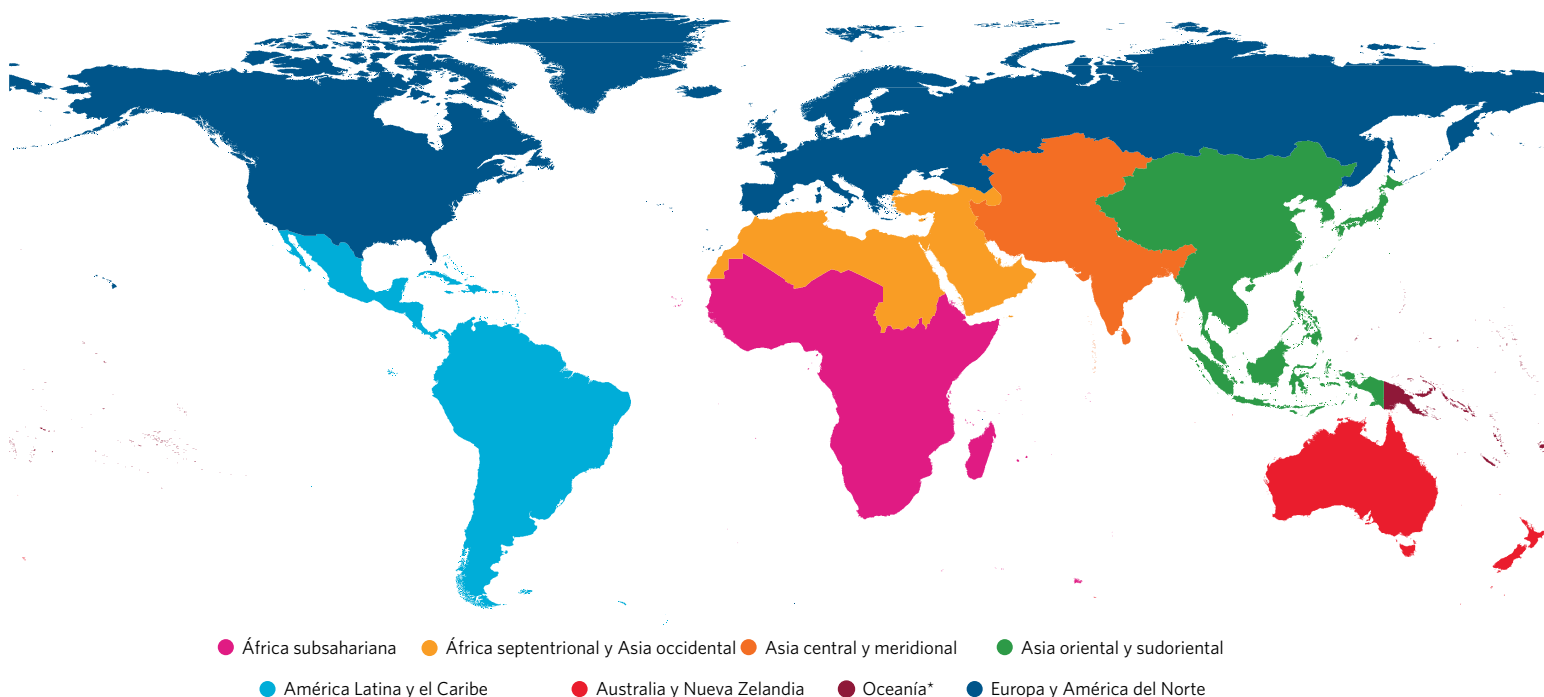 África subsahariana África septentrional y Asia occidental Asia central y meridional Asia oriental y sudoriental
América Latina y el Caribe Australia y Nueva Zelandia Oceanía* Europa y América del Norte